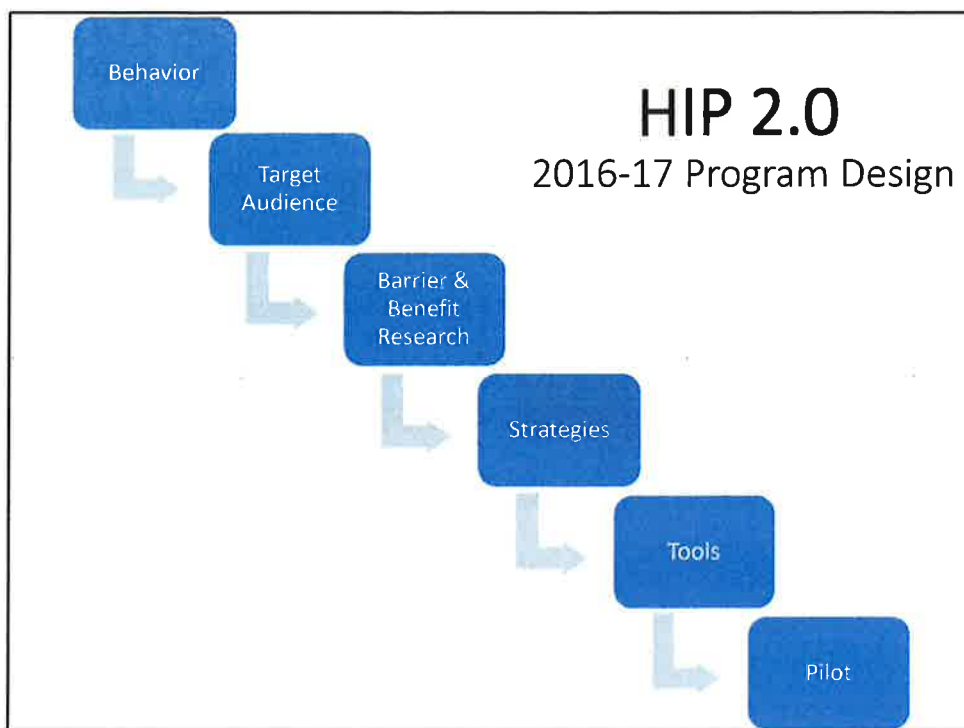 Behavior
HIP 2.0
2016-17 Program Design
Target
Audience
Barrier &
Benefit
Research
Strategies
Tools
Pilot